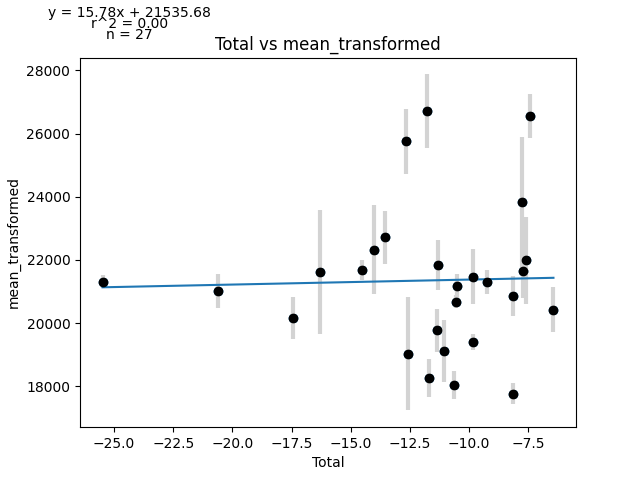 y = 15.78x + 21535.68
r^2 = 0.00
n = 27
Total vs mean_transformed
28000
26000
24000
22000
20000
18000
mean_transformed
−25.0 −22.5 −20.0 −17.5 −15.0 −12.5 −10.0 −7.5
Total